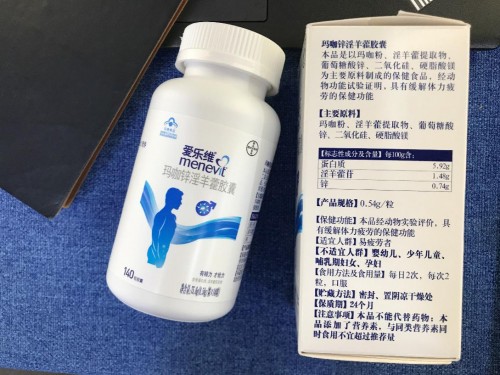 爱乐维
menevit
玛咖锌淫羊藿胶囊
140
玛咖锌淫羊藿胶囊
本品是以玛咖粉、淫羊藿提取物、
葡萄糖酸锌、二氧化硅、硬脂酸镁
为主要原料制成的保健食品，经动
物功能试验证明，具有缓解体力疲
劳的保健功能
【主要原料】
玛咖粉、淫羊藿提取物、葡萄糖酸
锌、二氧化硅、硬脂酸镁
【标志性成分及含量】每100g含：
蛋白质 5.92g
淫羊藿苷 1.48g
锌 0.74g
【产品规格】0.54g/粒
【保健功能】本品经动物实验评价，具
有缓解体力疲劳的保健功能
【适宜人群】易疲劳者
【不适宜人群】婴幼儿、少年儿童、
哺乳期妇女、孕妇
【食用方法及食用量】每日2次，每次2
粒，口服
【贮藏方法】密封、置阴凉干燥处
【保质期】24个月
【注意事项】本品不能代替药物；本
品添加了营养素，与同类营养素同
时食用不宜超过推荐量